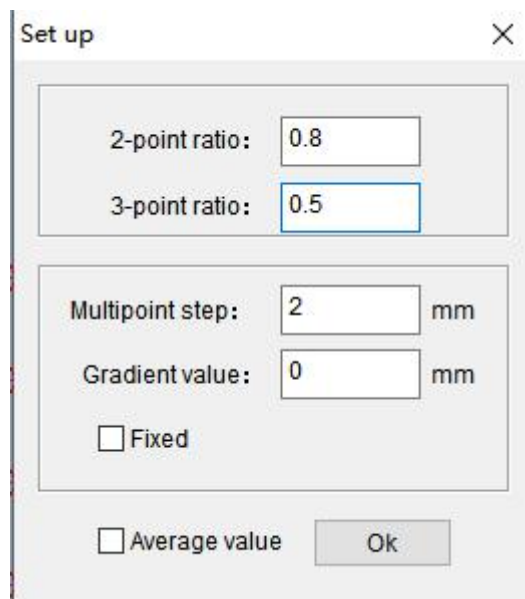 Set up
2-point ratio: 0.8
3-point ratio: 0.5
Multipoint step: 2 mm
Gradient value: 0 mm
Fixed
Average value Ok